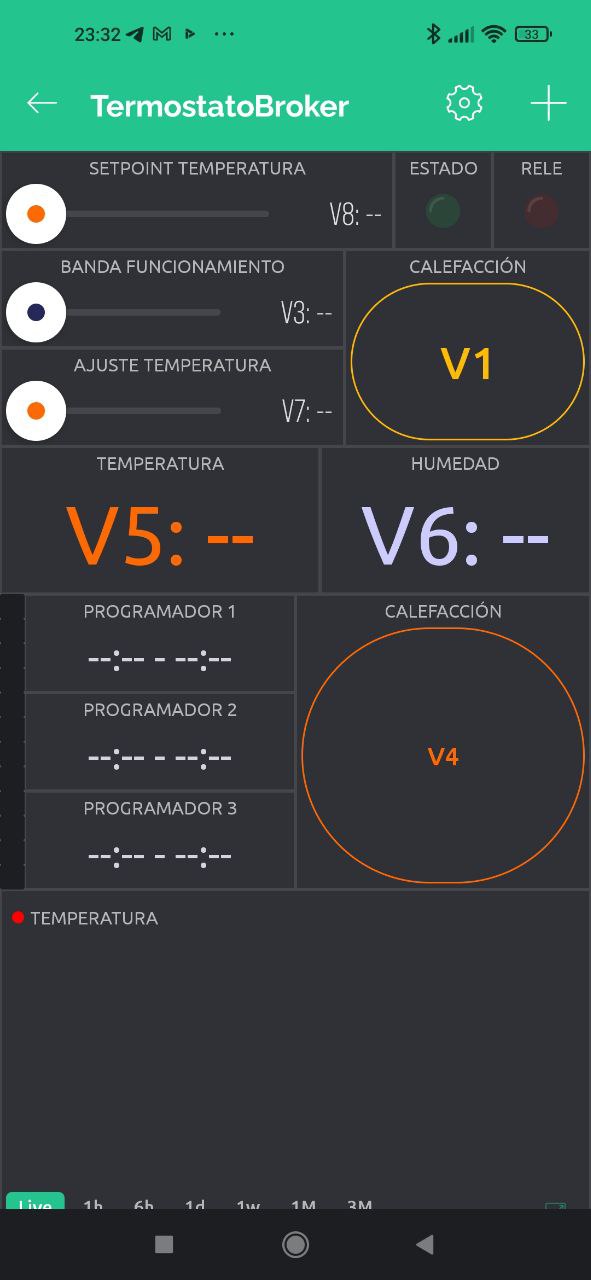 23:32 33
TermostatoBroker
SETPOINT TEMPERATURA ESTADO RELE
V8: --
BANDA FUNCIONAMIENTO CALEFACCIÓN
V3: --
V1
AJUSTE TEMPERATURA
V7: --
TEMPERATURA HUMEDAD
V5: -- V6: --
PROGRAMADOR 1 CALEFACCIÓN
--:-- - --:--
PROGRAMADOR 2
--:-- - --:--
V4
PROGRAMADOR 3
--:-- - --:--
TEMPERATURA
Live 1h 6h 1d 1w 1M 3M